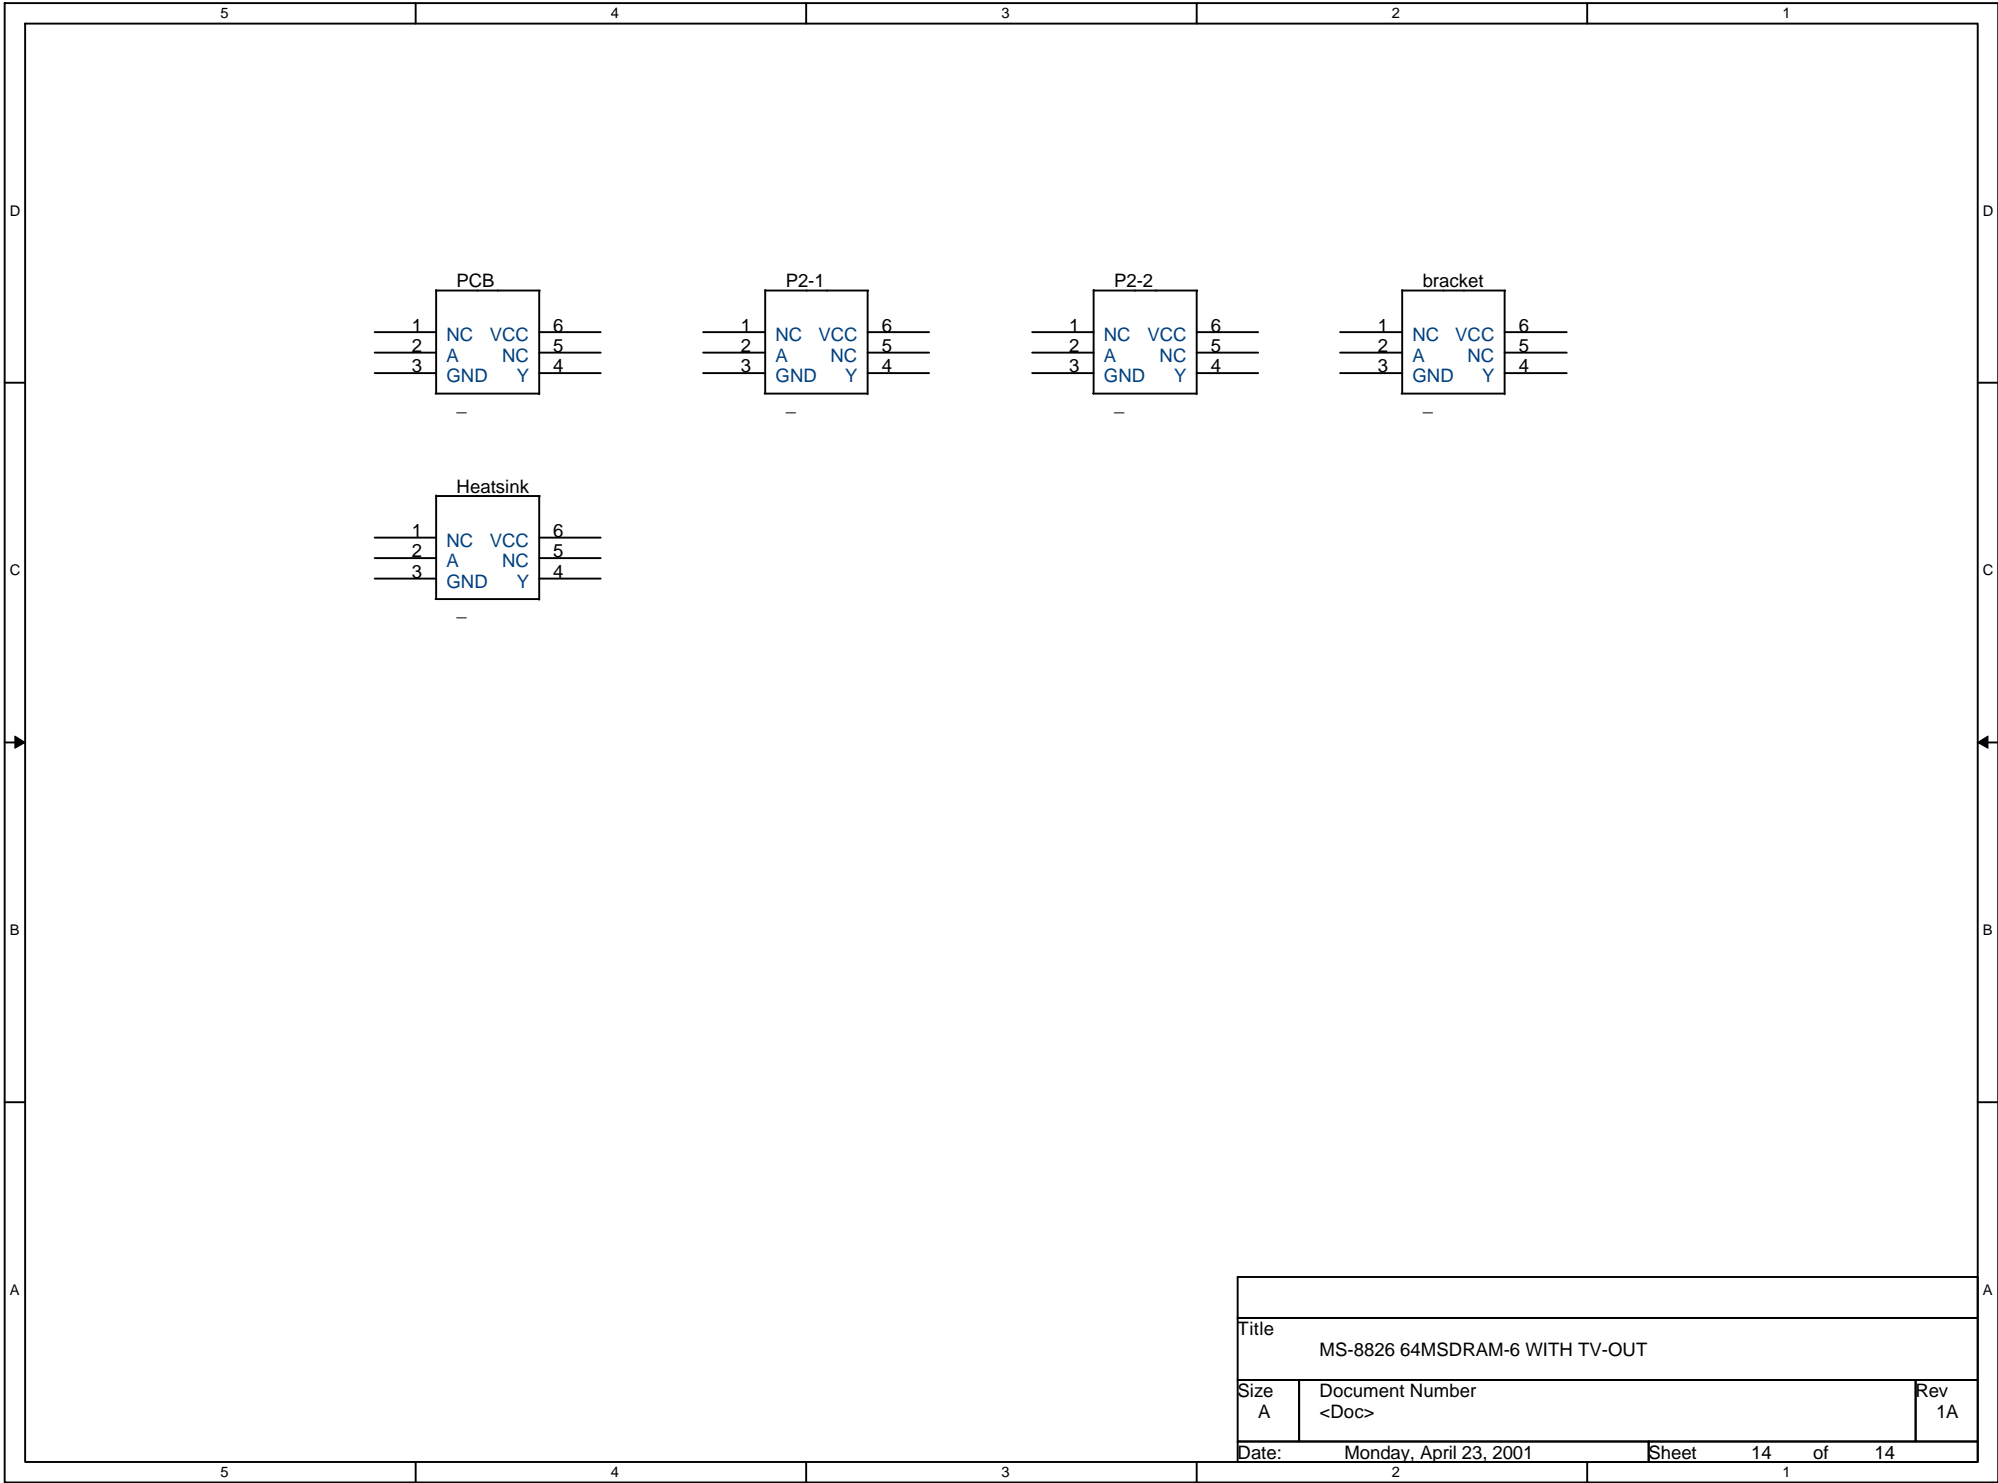 5 4 3 2 1
D D
PCB P2-1 P2-2 bracket
1 NC VCC 6 1 NC VCC 6 1 NC VCC 6 1 NC VCC 6
2 A NC 5 2 A NC 5 2 A NC 5 2 A NC 5
3 GND Y 4 3 GND Y 4 3 GND Y 4 3 GND Y 4
_ _ _ _
Heatsink
1 NC VCC 6
2 A NC 5
3 GND Y 4
_
C C
B B
A A
Title
MS-8826 64MSDRAM-6 WITH TV-OUT
Size Document Number Rev
A <Doc> 1A
Date: Monday, April 23, 2001 Sheet 14 of 14
5 4 3 2 1